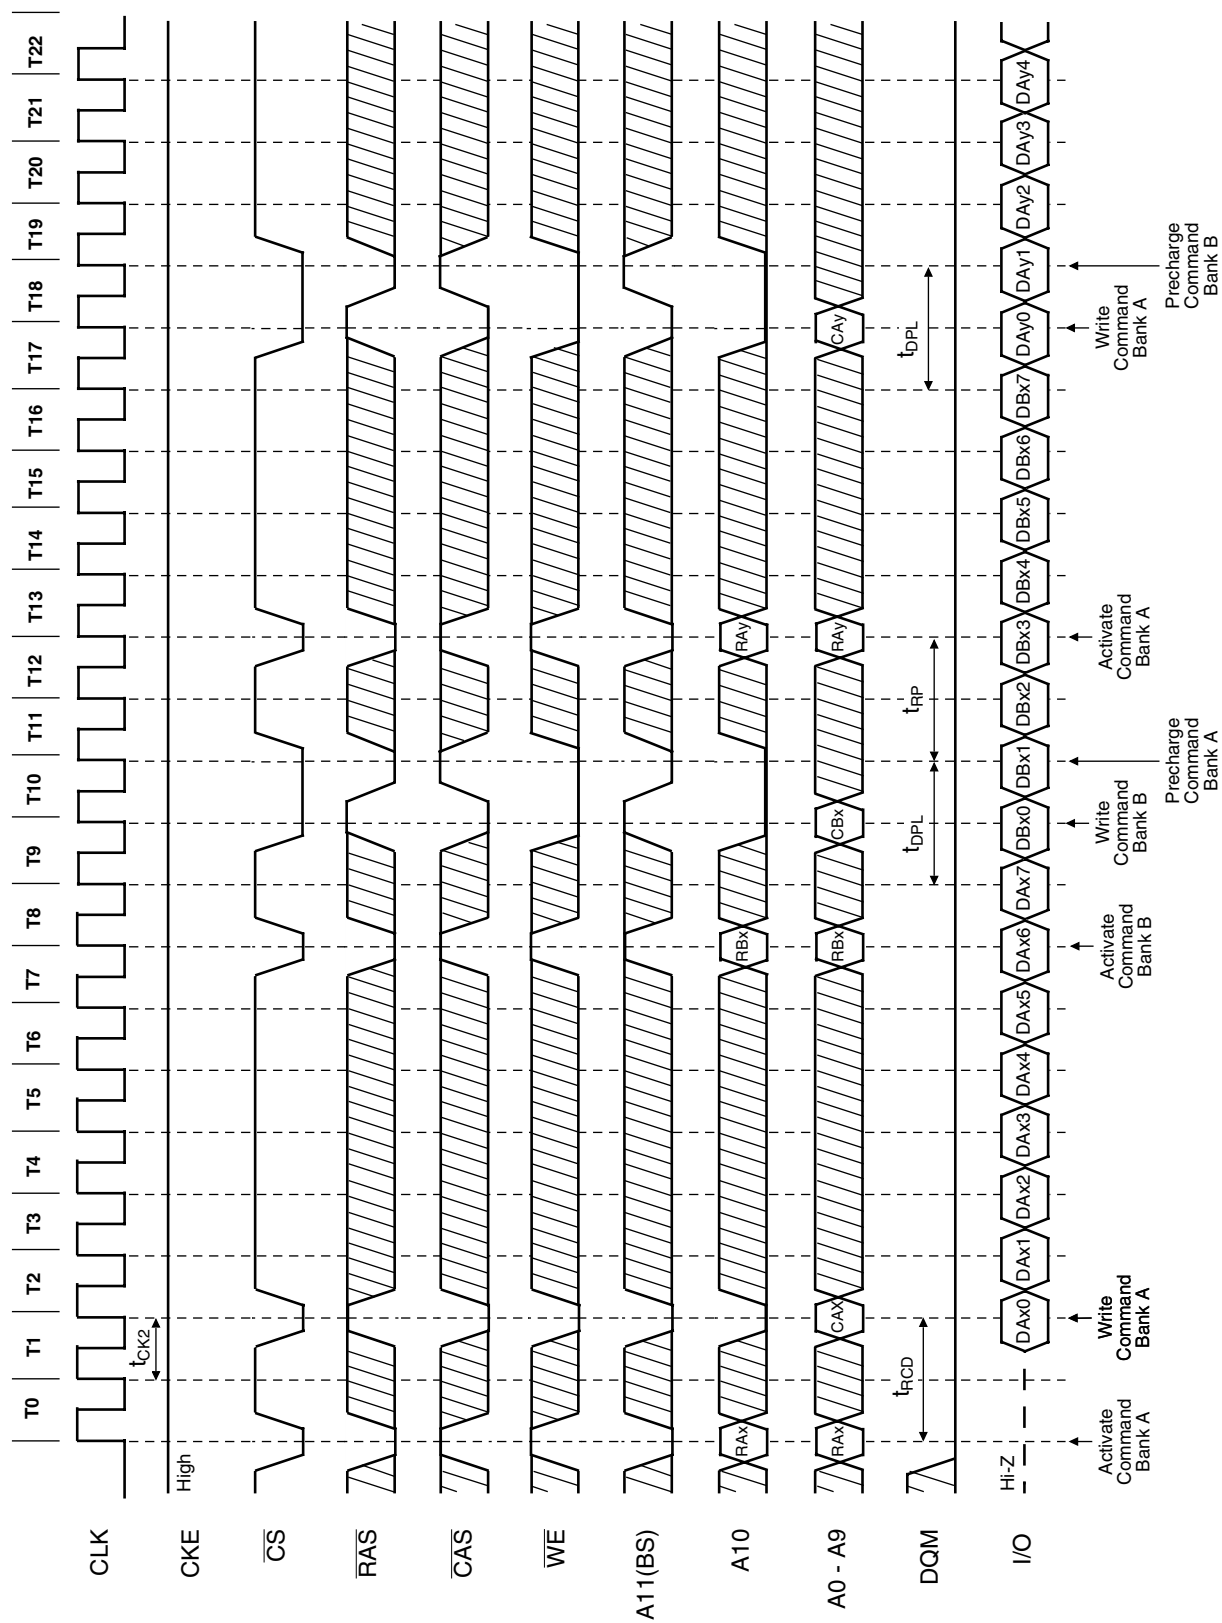 T0 T1 T2 T3 T4 T5 T6 T7 T8 T9 T10 T11 T12 T13 T14 T15 T16 T17 T18 T19 T20 T21 T22
CLK
tCK2
CKE
High
CS
RAS
CAS
WE
A11(BS)
A10
RAx RBx RAy
A0 - A9
RAx CAX RBx CBx RAy CAy
DQM
tRCD tDPL tRP tDPL
I/O
Hi-Z
DAx0 DAx1 DAx2 DAx3 DAx4 DAx5 DAx6 DAx7 DBx0 DBx1 DBx2 DBx3 DBx4 DBx5 DBx6 DBx7 DAy0 DAy1 DAy2 DAy3 DAy4
Activate
Command
Bank A
Write
Command
Bank A
Activate
Command
Bank B
Write
Command
Bank B
Precharge
Command
Bank A
Activate
Command
Bank A
Write
Command
Bank A
Precharge
Command
Bank B